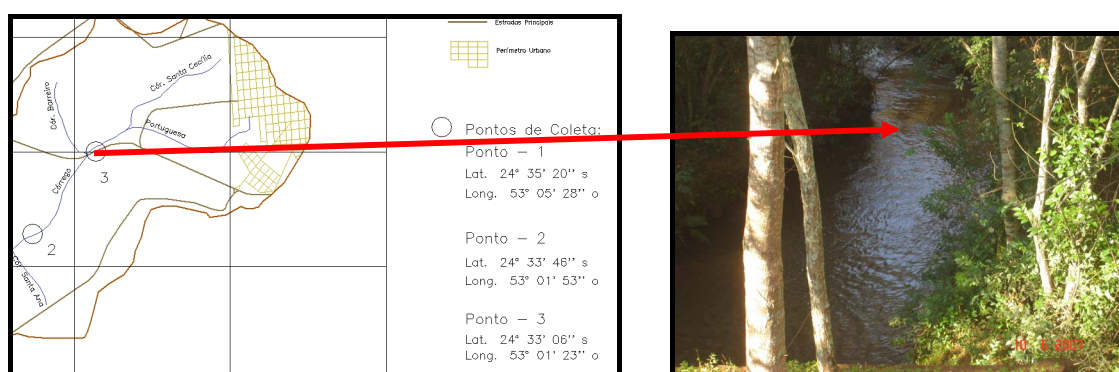 Estradas Principais
Perímetro Urbano
Cór. Santa Cecília
Cór. Barreiro
Portuguesa
Córrego
3
2
Cór. Santa Ana
Pontos de Coleta:
Ponto - 1
Lat. 24° 35' 20'' s
Long. 53° 05' 28'' o
Ponto - 2
Lat. 24° 33' 46'' s
Long. 53° 01' 53'' o
Ponto - 3
Lat. 24° 33' 06'' s
Long. 53° 01' 23'' o
10 6 2007